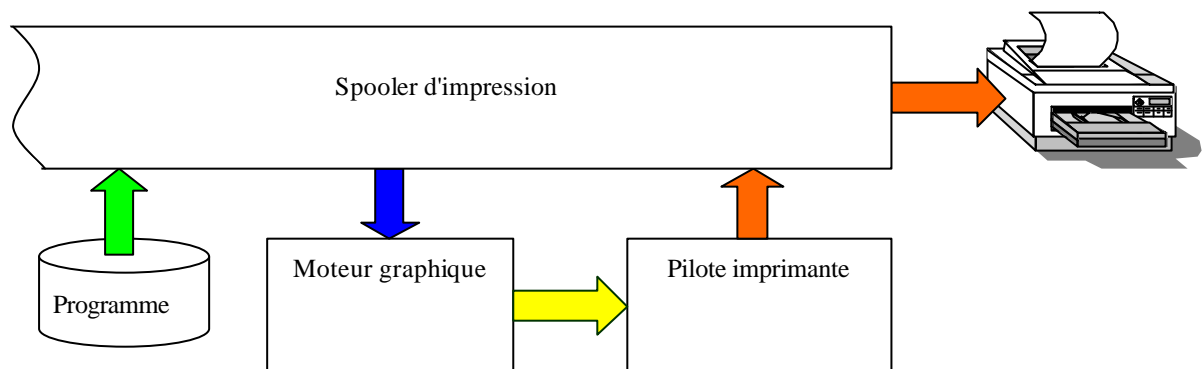 Spooler d'impression
Moteur graphique
Pilote imprimante
Programme